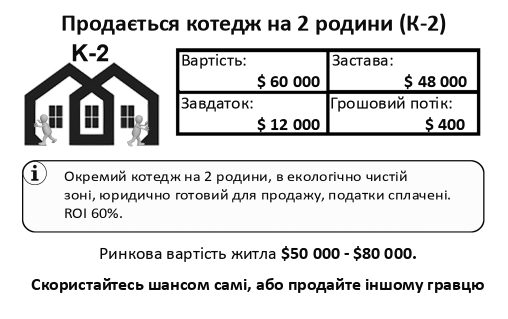 Продається котедж на 2 родини (К-2)
К-2
Вартість:
$ 60 000
Застава:
$ 48 000
Завдаток:
$ 12 000
Грошовий потік:
$ 400
i
Окремий котедж на 2 родини, в екологічно чистій
зоні, юридично готовий для продажу, податки сплачені.
ROI 60%.
Ринкова вартість житла $50 000 - $80 000.
Скористайтесь шансом самі, або продайте іншому гравцю